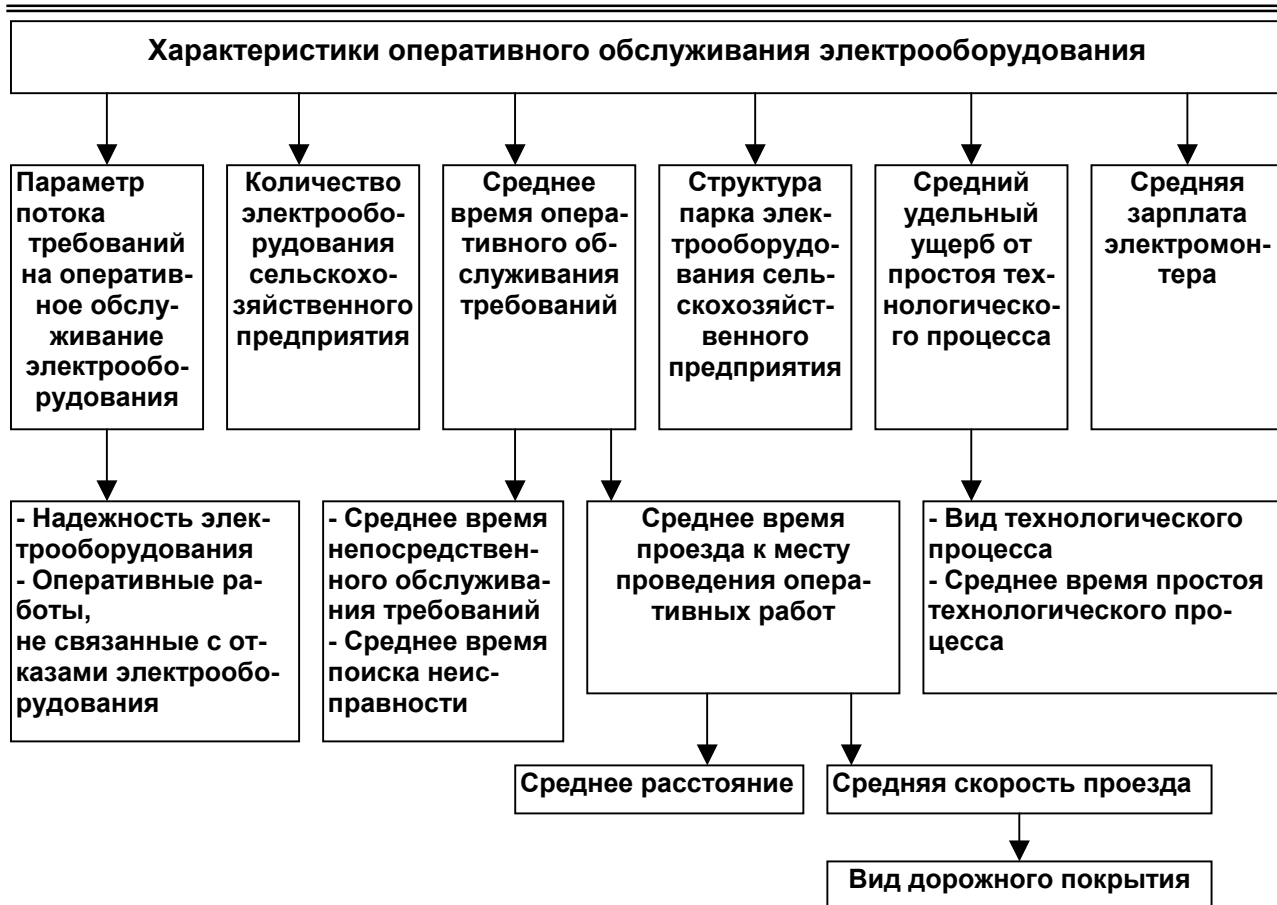 Характеристики оперативного обслуживания электрооборудования
Параметр
потока
требований
на оператив-
ное обслу-
живание
электрообо-
рудования
Количество
электрообо-
рудования
сельскохо-
зяйственного
предприятия
Среднее
время опера-
тивного об-
служивания
требований
Структура
парка элек-
трооборудо-
вания сель-
скохозяйст-
венного
предприятия
Средний
удельный
ущерб от
простоя тех-
нологическо-
го процесса
Средняя
зарплата
электромон-
тера
- Надежность элек-
трооборудования
- Оперативные ра-
боты,
не связанные с от-
казами электрообо-
рудования
- Среднее время
непосредствен-
ного обслужива-
ния требований
- Среднее время
поиска неис-
правности
Среднее время
проезда к месту
проведения опера-
тивных работ
- Вид технологического
процесса
- Среднее время простоя
технологического про-
цесса
Среднее расстояние
Средняя скорость проезда
Вид дорожного покрытия